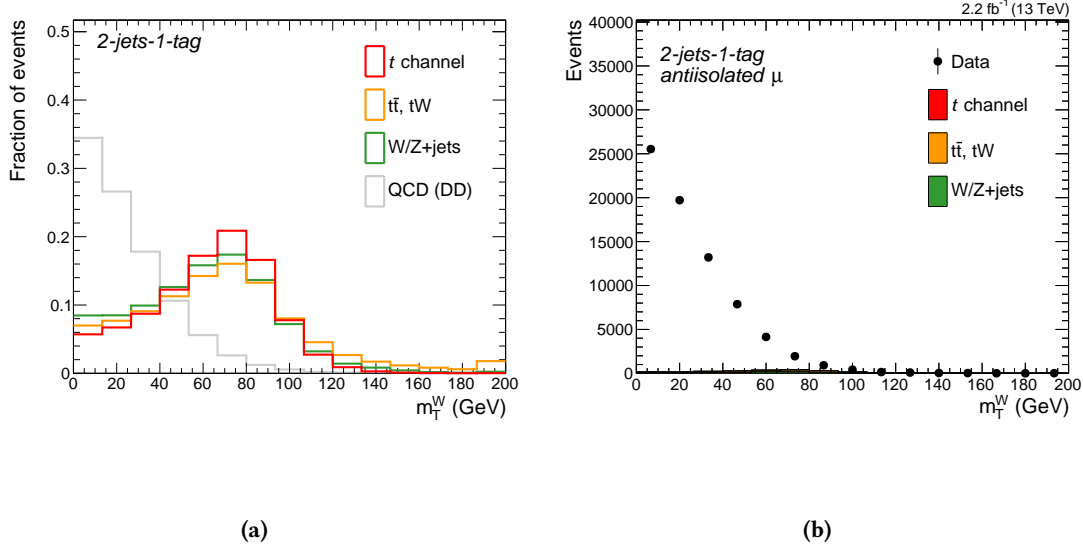 2-jets-1-tag
t channel
tt̄, tW
W/Z+jets
QCD (DD)
Fraction of events
0.5
0.4
0.3
0.2
0.1
0
0 20 40 60 80 100 120 140 160 180 200
m_T^W (GeV)
(a)
2.2 fb⁻¹ (13 TeV)
2-jets-1-tag
antiisolated μ
Data
t channel
tt̄, tW
W/Z+jets
Events
40000
35000
30000
25000
20000
15000
10000
5000
0
0 20 40 60 80 100 120 140 160 180 200
m_T^W (GeV)
(b)